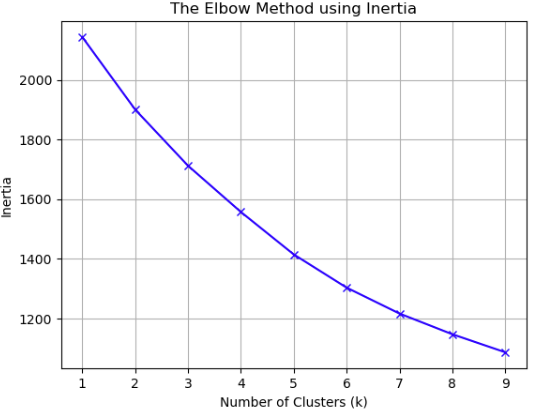 The Elbow Method using Inertia
2000
1800
1600
1400
1200
Inertia
1 2 3 4 5 6 7 8 9
Number of Clusters (k)